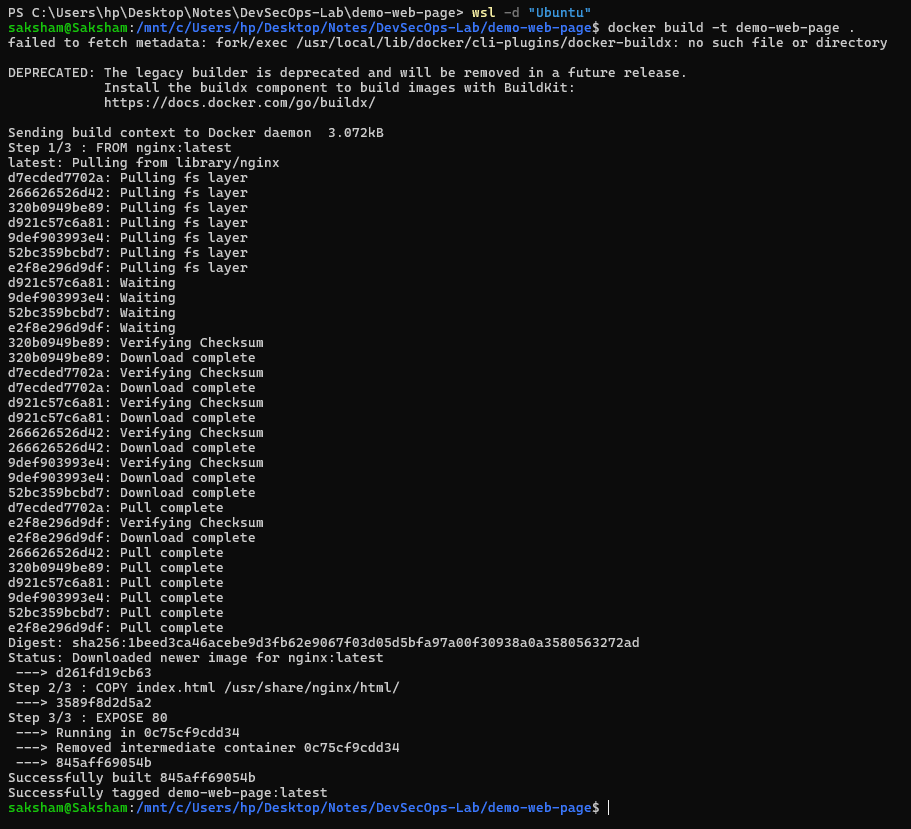 PS C:\Users\hp\Desktop\Notes\DevSecOps-Lab\demo-web-page> wsl -d "Ubuntu"
saksham@Saksham:/mnt/c/Users/hp/Desktop/Notes/DevSecOps-Lab/demo-web-page$ docker build -t demo-web-page .
failed to fetch metadata: fork/exec /usr/local/lib/docker/cli-plugins/docker-buildx: no such file or directory

DEPRECATED: The legacy builder is deprecated and will be removed in a future release.
            Install the buildx component to build images with BuildKit:
            https://docs.docker.com/go/buildx/

Sending build context to Docker daemon  3.072kB
Step 1/3 : FROM nginx:latest
latest: Pulling from library/nginx
d7ecded7702a: Pulling fs layer
266626526d42: Pulling fs layer
320b0949be89: Pulling fs layer
d921c57c6a81: Pulling fs layer
9def903993e4: Pulling fs layer
52bc359bcbd7: Pulling fs layer
e2f8e296d9df: Pulling fs layer
d921c57c6a81: Waiting
9def903993e4: Waiting
52bc359bcbd7: Waiting
e2f8e296d9df: Waiting
320b0949be89: Verifying Checksum
320b0949be89: Download complete
d7ecded7702a: Verifying Checksum
d7ecded7702a: Download complete
d921c57c6a81: Verifying Checksum
d921c57c6a81: Download complete
266626526d42: Verifying Checksum
266626526d42: Download complete
9def903993e4: Verifying Checksum
9def903993e4: Download complete
52bc359bcbd7: Download complete
d7ecded7702a: Pull complete
e2f8e296d9df: Verifying Checksum
e2f8e296d9df: Download complete
266626526d42: Pull complete
320b0949be89: Pull complete
d921c57c6a81: Pull complete
9def903993e4: Pull complete
52bc359bcbd7: Pull complete
e2f8e296d9df: Pull complete
Digest: sha256:1beed3ca46acebe9d3fb62e9067f03d05d5bfa97a00f30938a0a3580563272ad
Status: Downloaded newer image for nginx:latest
 ---> d261fd19cb63
Step 2/3 : COPY index.html /usr/share/nginx/html/
 ---> 3589f8d2d5a2
Step 3/3 : EXPOSE 80
 ---> Running in 0c75cf9cdd34
 ---> Removed intermediate container 0c75cf9cdd34
 ---> 845aff69054b
Successfully built 845aff69054b
Successfully tagged demo-web-page:latest
saksham@Saksham:/mnt/c/Users/hp/Desktop/Notes/DevSecOps-Lab/demo-web-page$